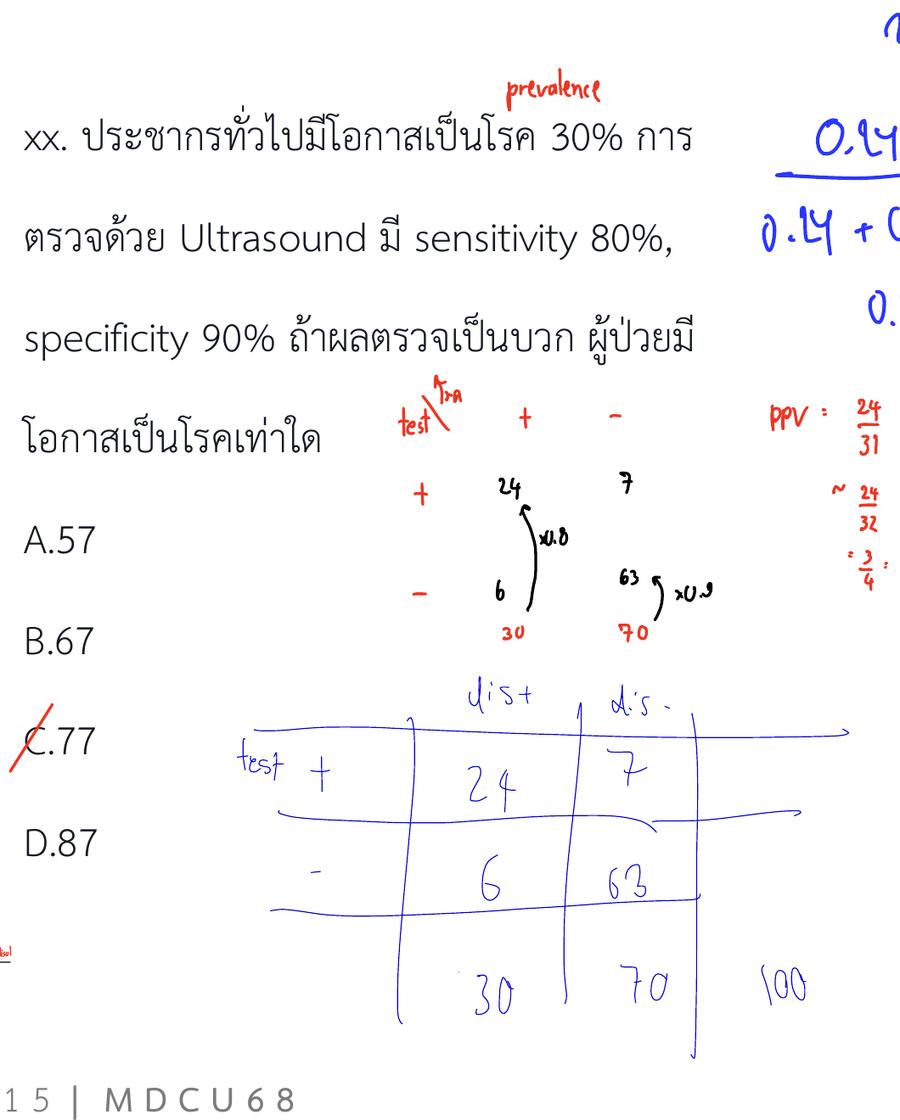 prevalence
xx. ประชากรทั่วไปมีโอกาสเป็นโรค 30% การ
0.24
ตรวจด้วย Ultrasound มี sensitivity 80%,
0.24 + 0
0.
specificity 90% ถ้าผลตรวจเป็นบวก ผู้ป่วยมี
โอกาสเป็นโรคเท่าใด
test + -
PPV = 24/31
+ 24 7
~ 24/32
x0.8
= 3/4 =
- 6 63 x0.9
30 70
A.57
B.67
C.77
D.87
dis+ dis-
test + 24 7
- 6 63
30 70 100
15 | MDCU68